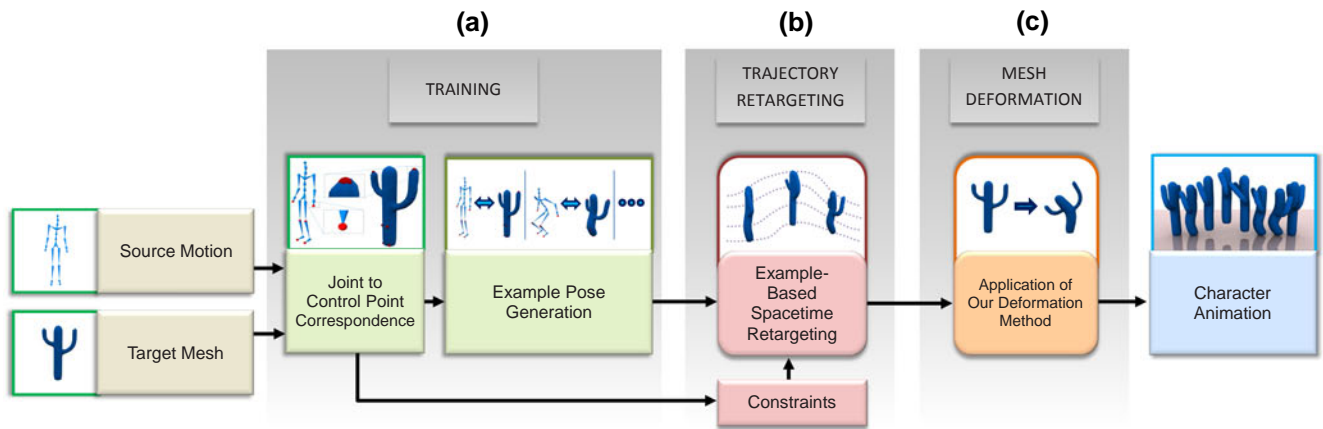 (a)
(b)
(c)
TRAINING
TRAJECTORY
RETARGETING
MESH
DEFORMATION
Source Motion
Target Mesh
Joint to
Control Point
Correspondence
Example Pose
Generation
Example-
Based
Spacetime
Retargeting
Constraints
Application of
Our Deformation
Method
Character
Animation